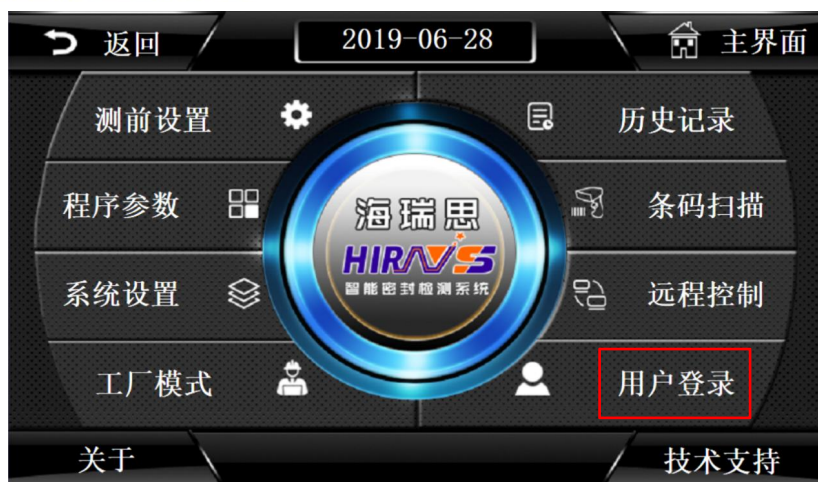 返回
2019-06-28
主界面
测前设置
历史记录
程序参数
条码扫描
海瑞思
HIRAYS
智能密封检测系统
系统设置
远程控制
工厂模式
用户登录
关于
技术支持